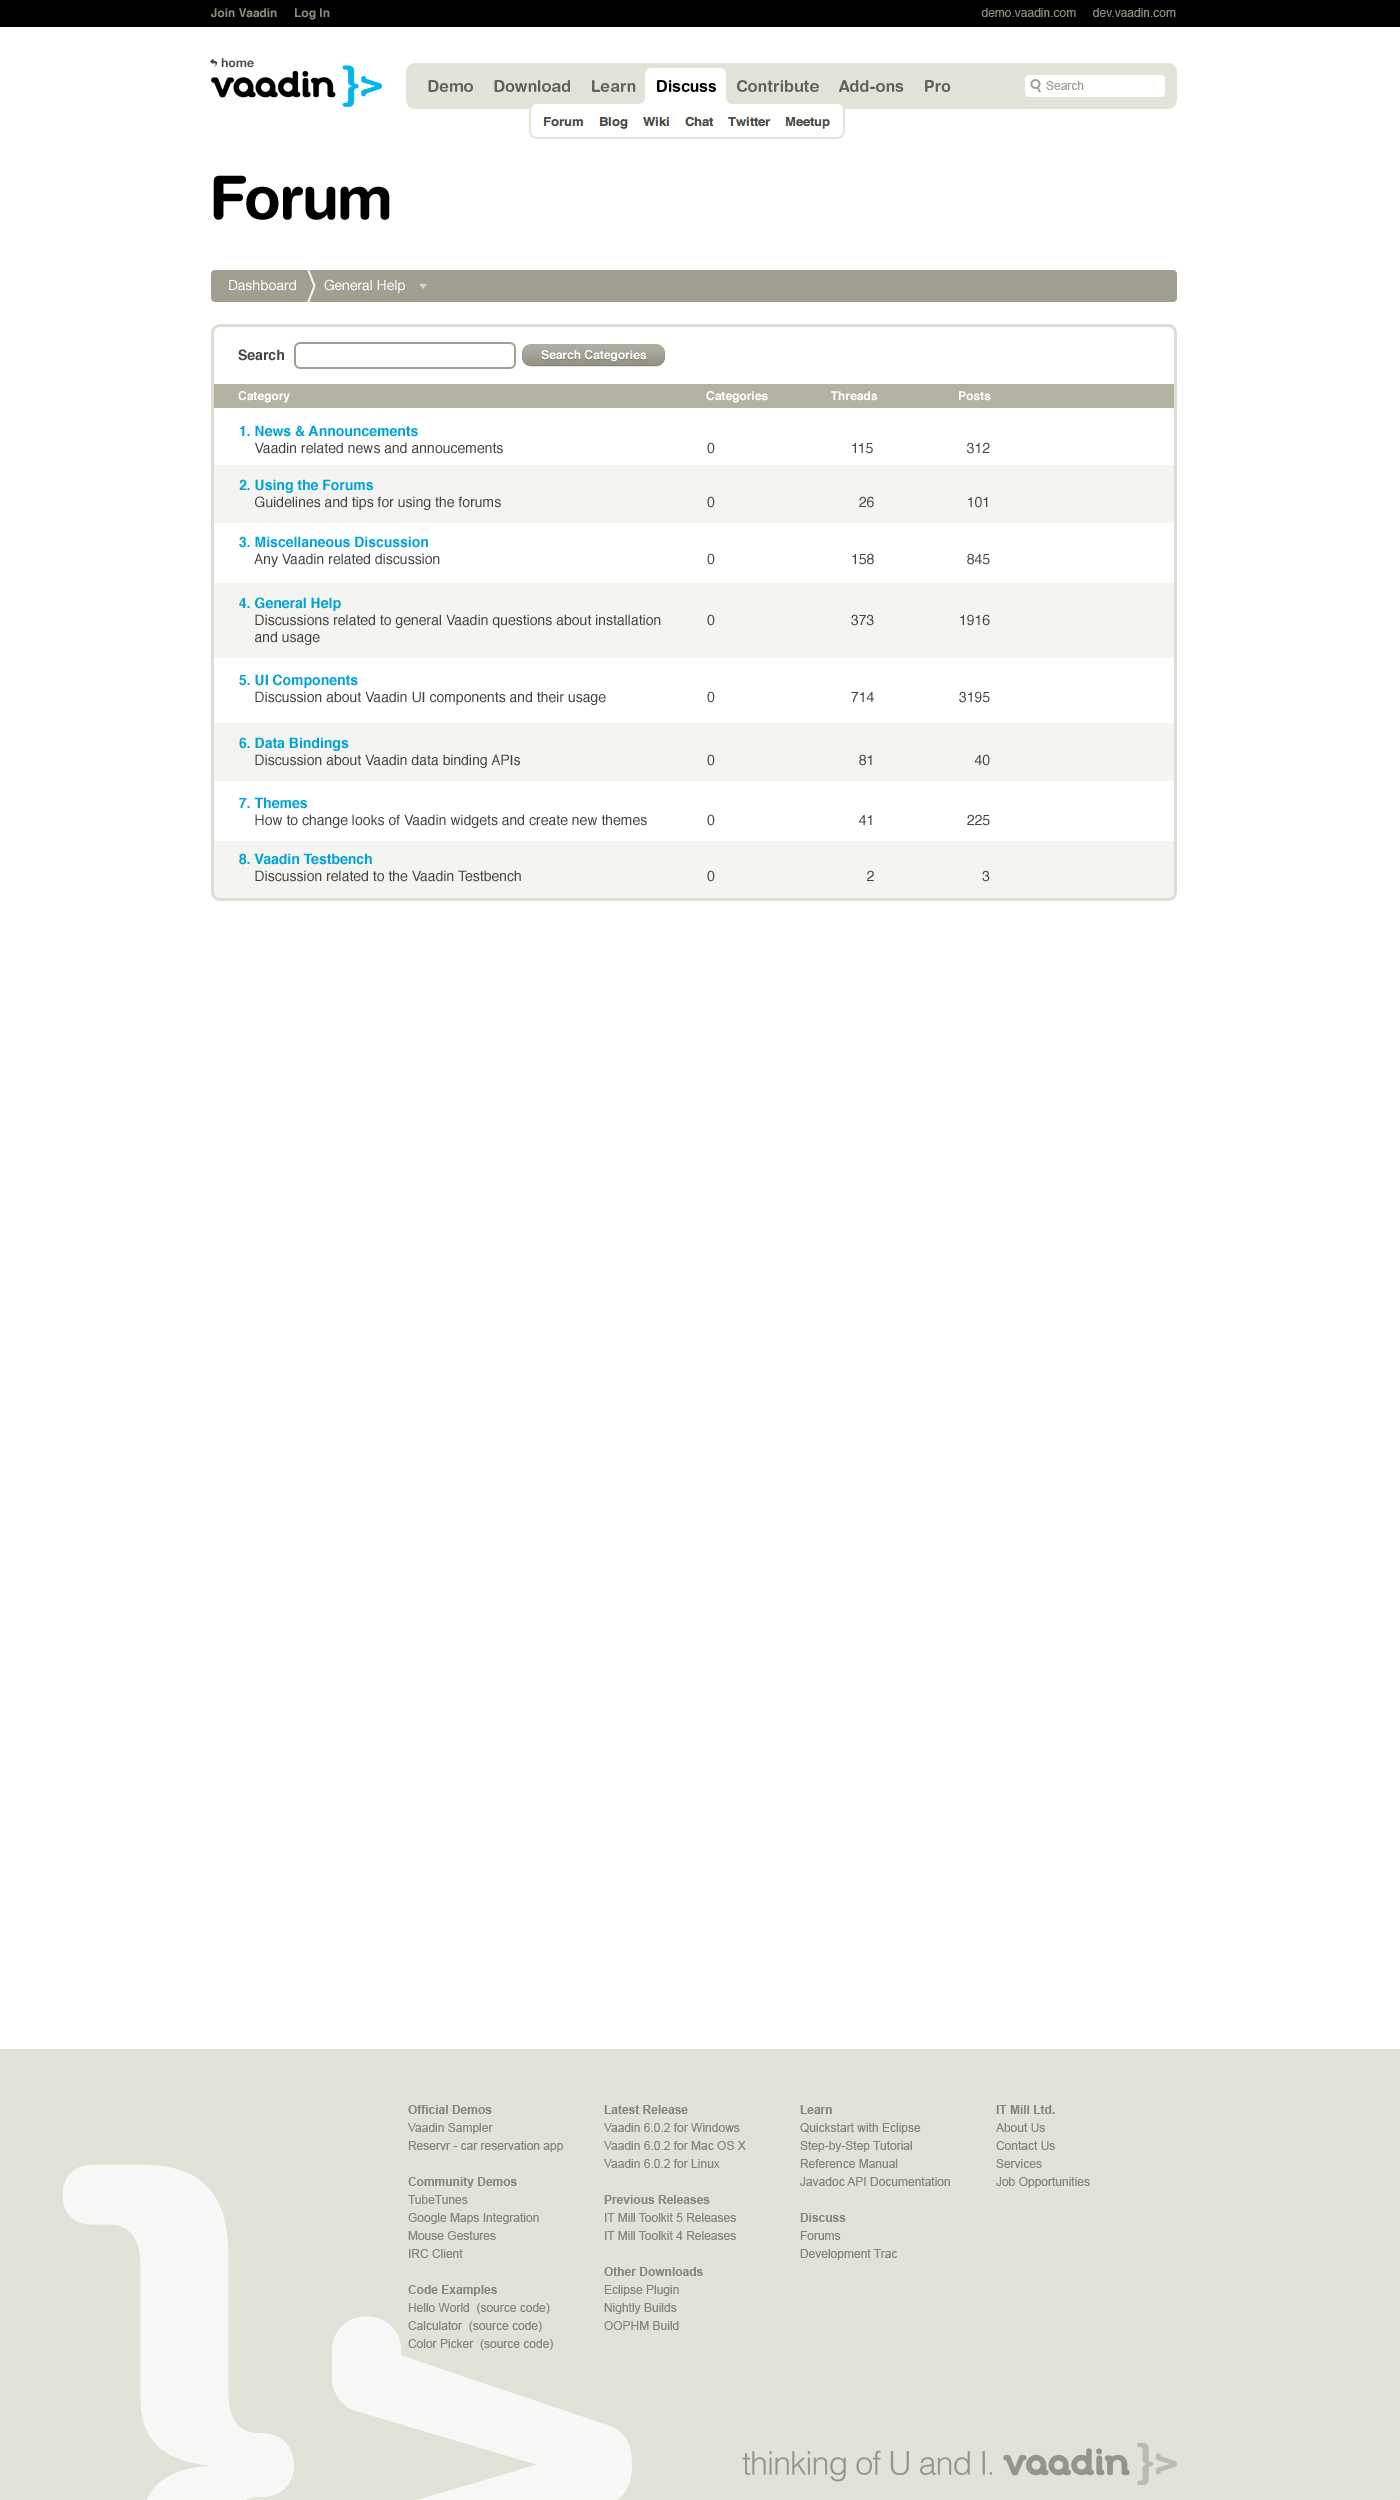 Join Vaadin Log In demo.vaadin.com dev.vaadin.com
home
vaadin }>
Demo Download Learn Discuss Contribute Add-ons Pro Search
Forum Blog Wiki Chat Twitter Meetup
Forum
Dashboard General Help
Search Search Categories
Category Categories Threads Posts
1. News & Announcements
Vaadin related news and annoucements 0 115 312
2. Using the Forums
Guidelines and tips for using the forums 0 26 101
3. Miscellaneous Discussion
Any Vaadin related discussion 0 158 845
4. General Help
Discussions related to general Vaadin questions about installation 0 373 1916
and usage
5. UI Components
Discussion about Vaadin UI components and their usage 0 714 3195
6. Data Bindings
Discussion about Vaadin data binding APIs 0 81 40
7. Themes
How to change looks of Vaadin widgets and create new themes 0 41 225
8. Vaadin Testbench
Discussion related to the Vaadin Testbench 0 2 3
Official Demos
Vaadin Sampler
Reservr - car reservation app
Community Demos
TubeTunes
Google Maps Integration
Mouse Gestures
IRC Client
Code Examples
Hello World (source code)
Calculator (source code)
Color Picker (source code)
Latest Release
Vaadin 6.0.2 for Windows
Vaadin 6.0.2 for Mac OS X
Vaadin 6.0.2 for Linux
Previous Releases
IT Mill Toolkit 5 Releases
IT Mill Toolkit 4 Releases
Other Downloads
Eclipse Plugin
Nightly Builds
OOPHM Build
Learn
Quickstart with Eclipse
Step-by-Step Tutorial
Reference Manual
Javadoc API Documentation
Discuss
Forums
Development Trac
IT Mill Ltd.
About Us
Contact Us
Services
Job Opportunities
thinking of U and I. vaadin }>